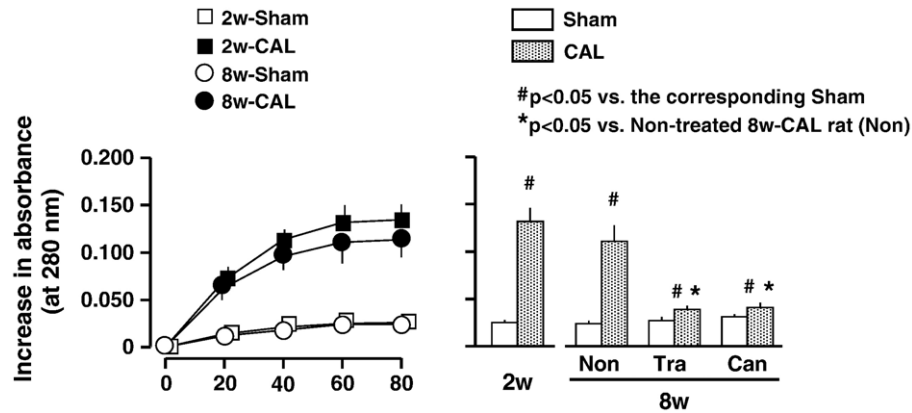 2w-Sham
2w-CAL
8w-Sham
8w-CAL
Sham
CAL
#p<0.05 vs. the corresponding Sham
*p<0.05 vs. Non-treated 8w-CAL rat (Non)
Increase in absorbance
(at 280 nm)
0.200
0.150
0.100
0.050
0
0 20 40 60 80
# # # * # *
Non Tra Can
2w
8w